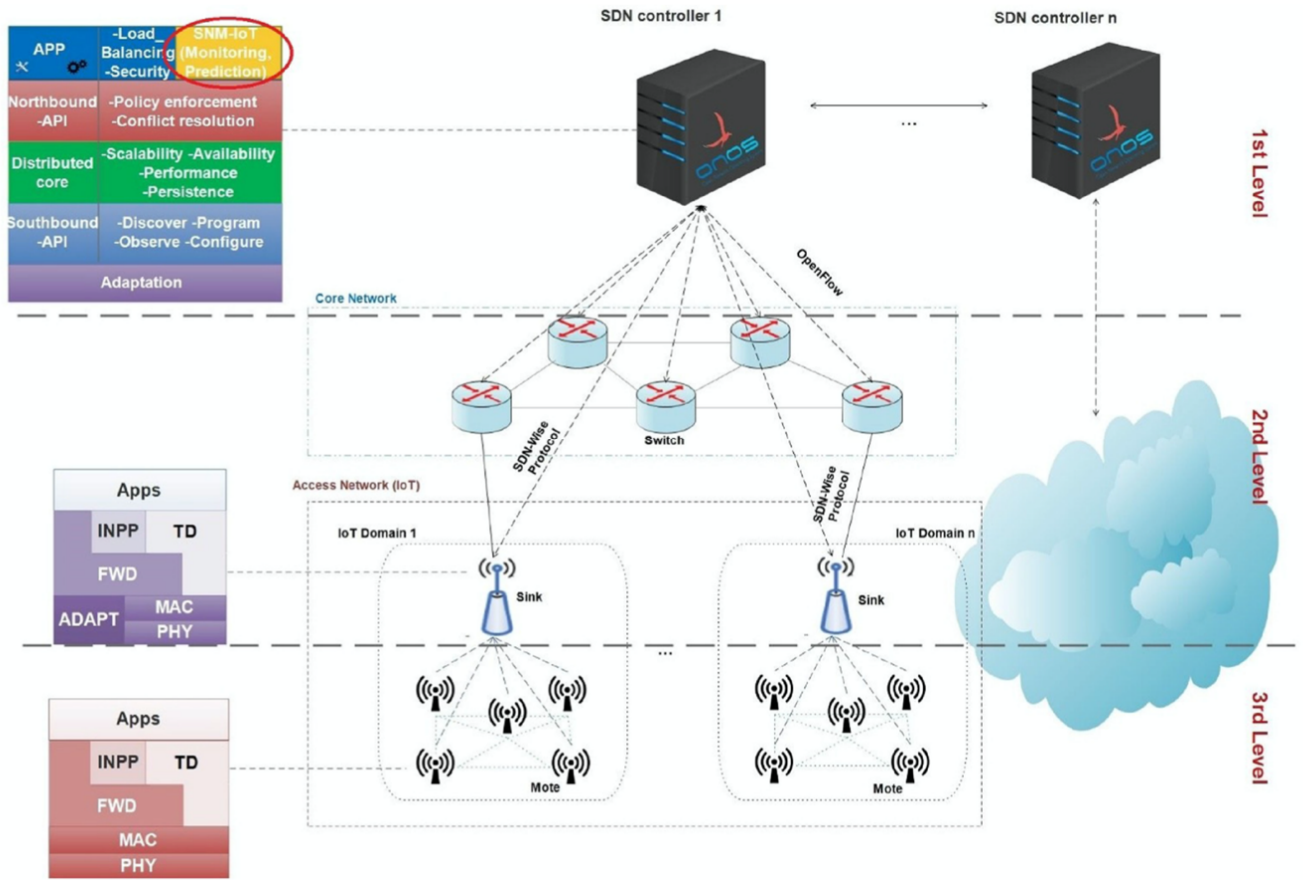 SDN controller 1
SDN controller n
APP
-Load_
Balancing
-Security
SNM-IoT
(Monitoring,
Prediction)
Northbound
-API
-Policy enforcement
-Conflict resolution
Distributed
core
-Scalability -Availability
-Performance
-Persistence
Southbound
-API
-Discover -Program
-Observe -Configure
Adaptation
...
onos
onos
1st Level
OpenFlow
Core Network
Switch
SDN-Wise
Protocol
SDN-Wise
Protocol
2nd Level
Access Network (IoT)
IoT Domain 1
IoT Domain n
Apps
INPP
TD
FWD
ADAPT
MAC
PHY
Sink
Sink
...
3rd Level
Apps
INPP
TD
FWD
MAC
PHY
Mote
Mote